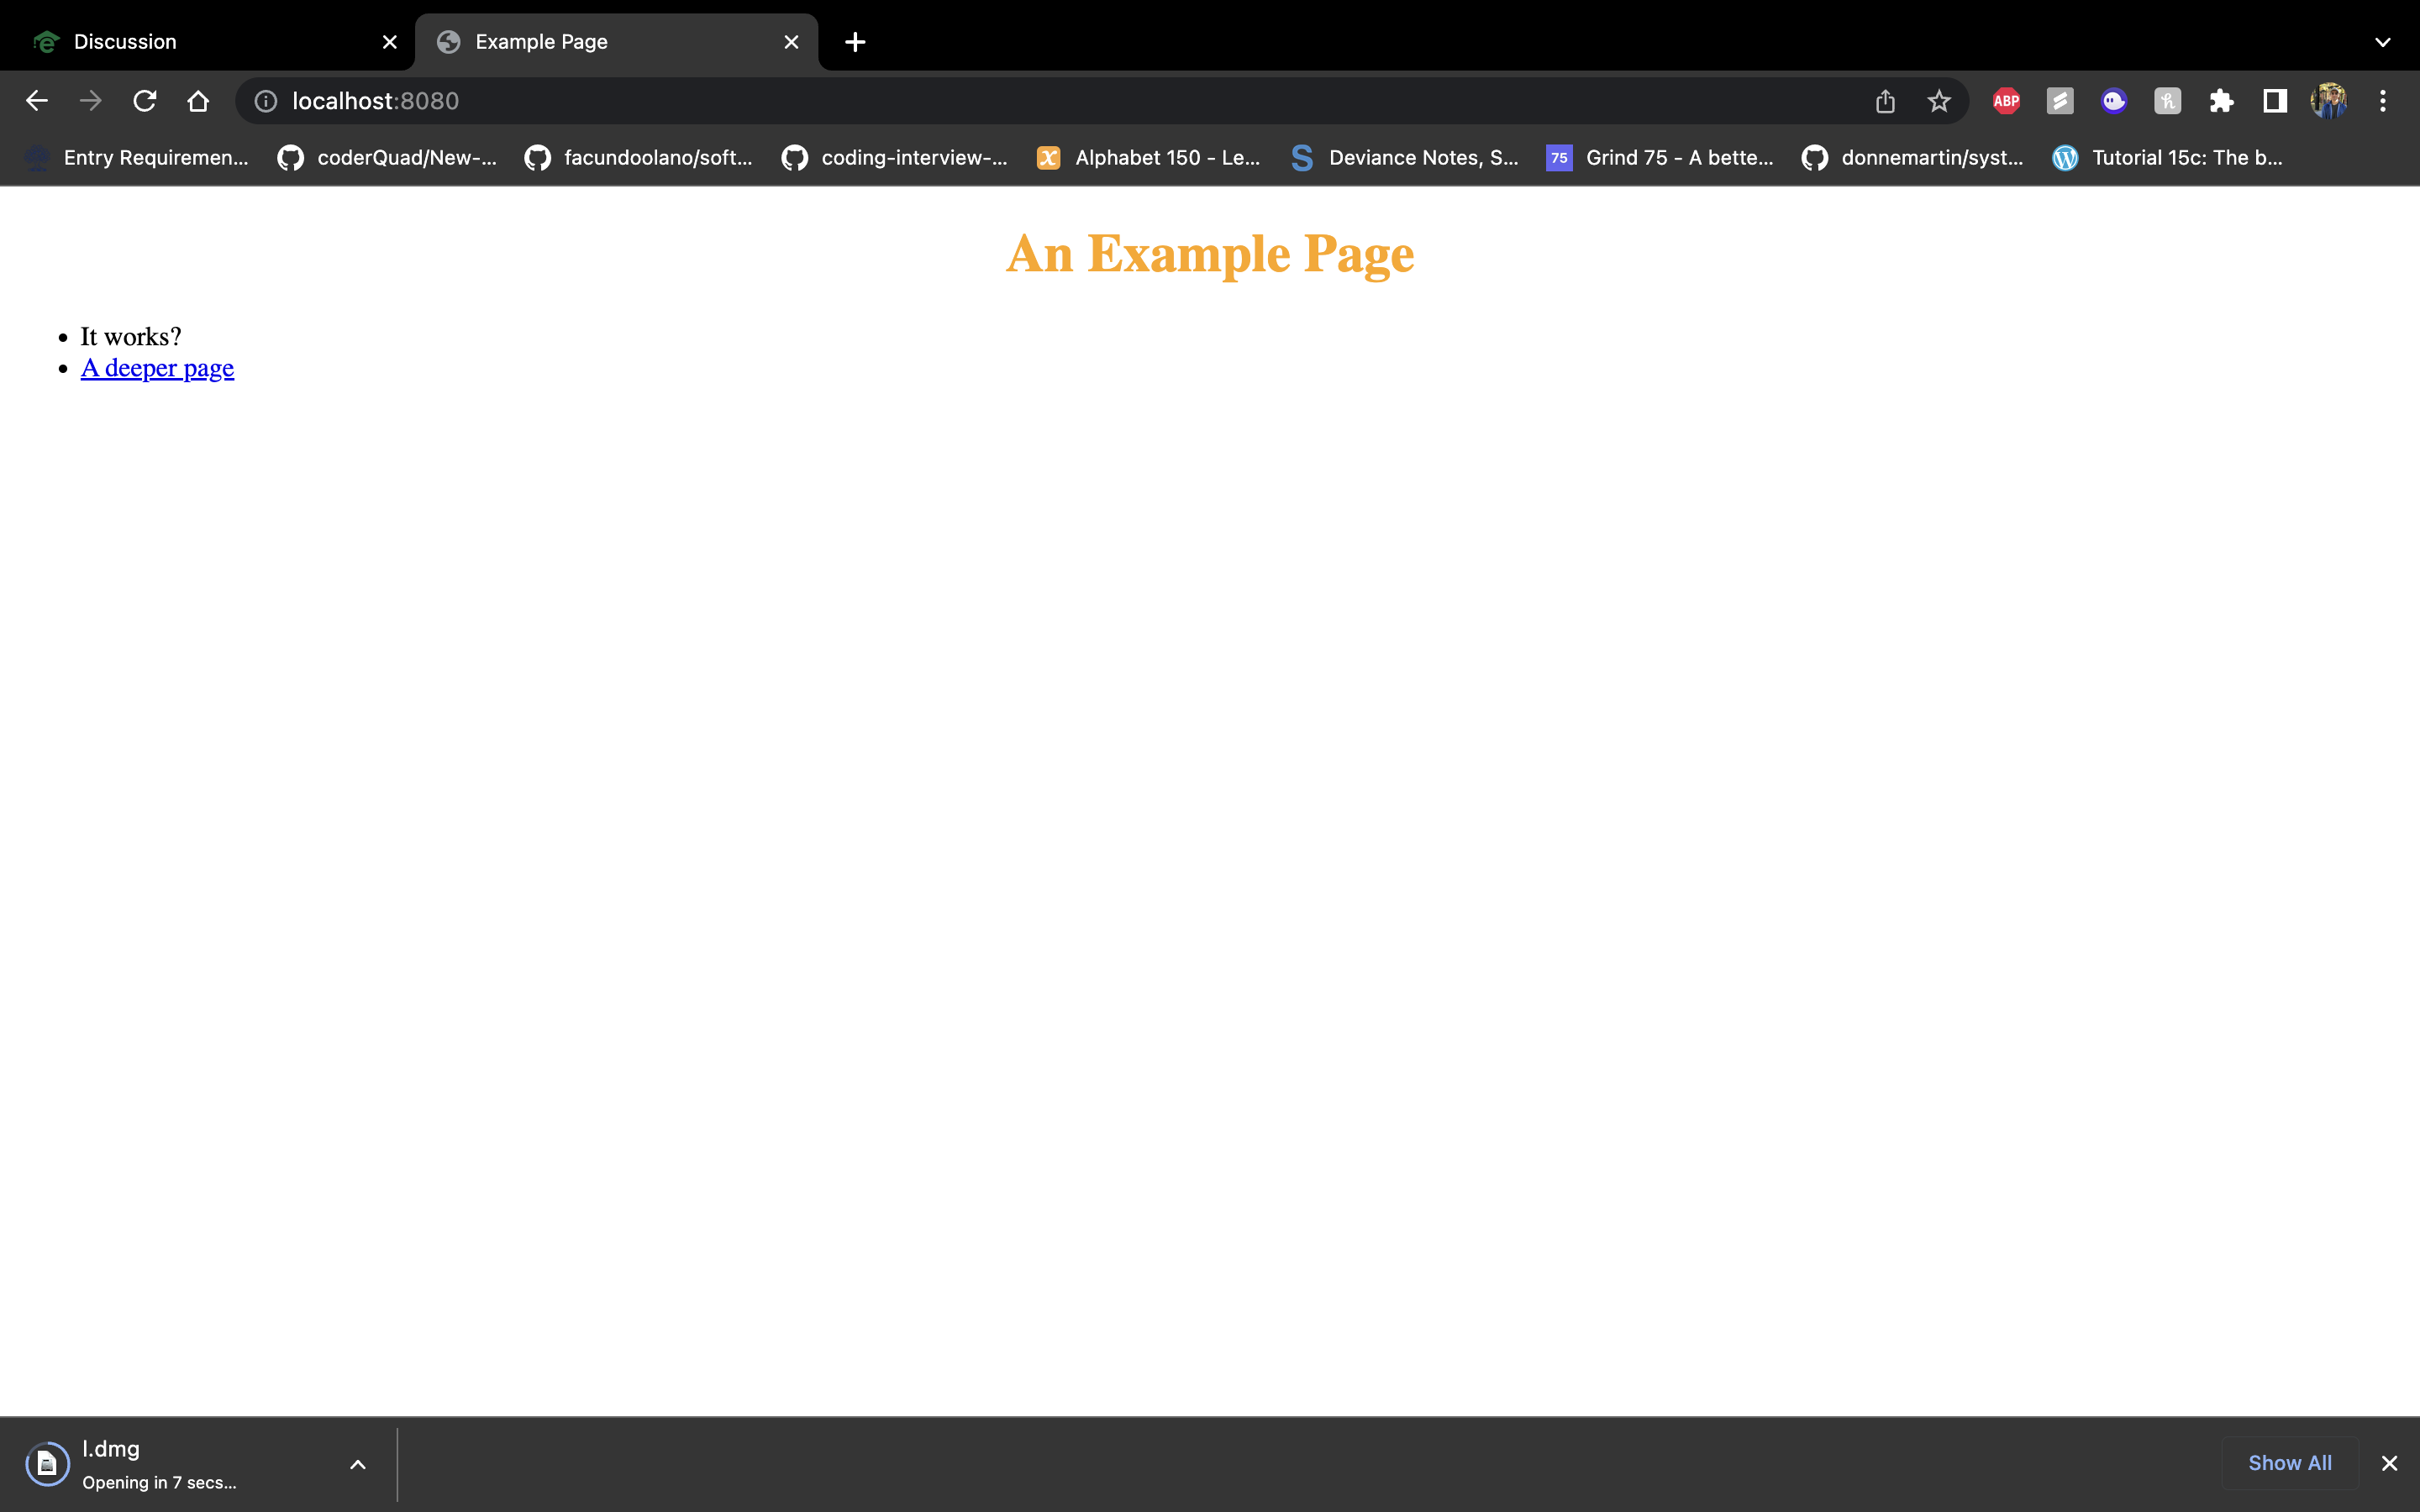 Discussion
Example Page
localhost:8080
ABP
Entry Requiremen...
coderQuad/New-...
facundoolano/soft...
coding-interview-...
Alphabet 150 - Le...
S
Deviance Notes, S...
75
Grind 75 - A bette...
donnemartin/syst...
Tutorial 15c: The b...
An Example Page
It works?
A deeper page
l.dmg
Opening in 7 secs...
Show All